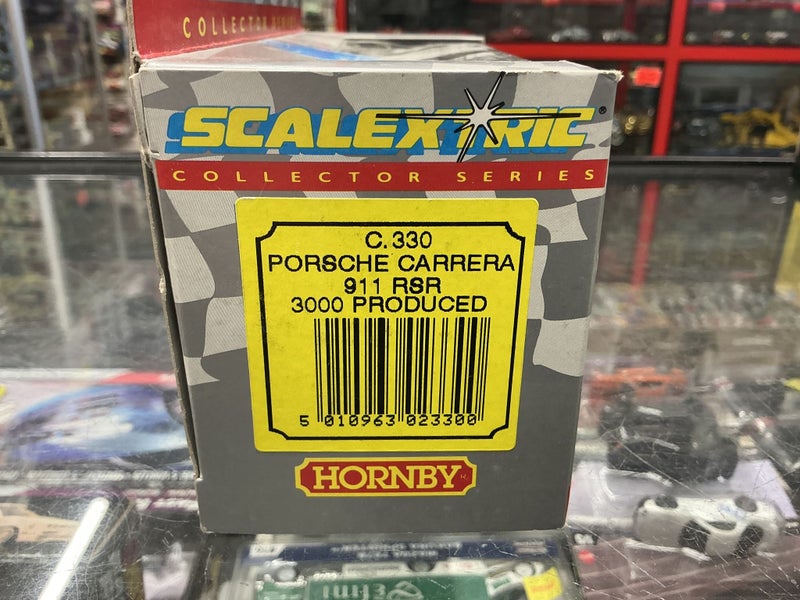 COLLECTOR SERIES
SCALEXTRIC
COLLECTOR SERIES
C.330
PORSCHE CARRERA
911 RSR
3000 PRODUCED
5 010963 023300
HORNBY